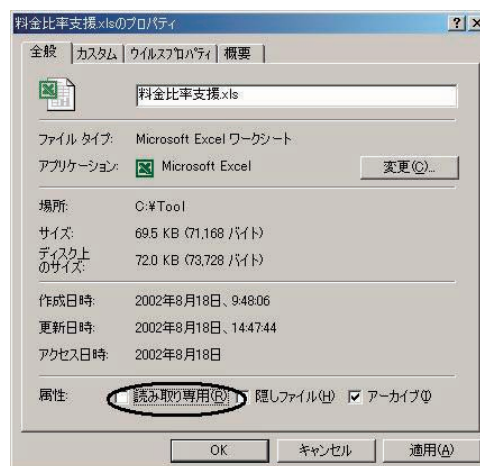 料金比率支援.xlsのプロパティ
全般 カスタム ウイルスプロパティ 概要
料金比率支援.xls
ファイル タイプ: Microsoft Excel ワークシート
アプリケーション: Microsoft Excel 変更(C)...
場所: C:¥Tool
サイズ: 69.5 KB (71,168 バイト)
ディスク上
のサイズ: 72.0 KB (73,728 バイト)
作成日時: 2002年8月18日、9:48:06
更新日時: 2002年8月18日、14:47:44
アクセス日時: 2002年8月18日
属性: 読み取り専用(R) 隠しファイル(H) アーカイブ(I)
OK キャンセル 適用(A)